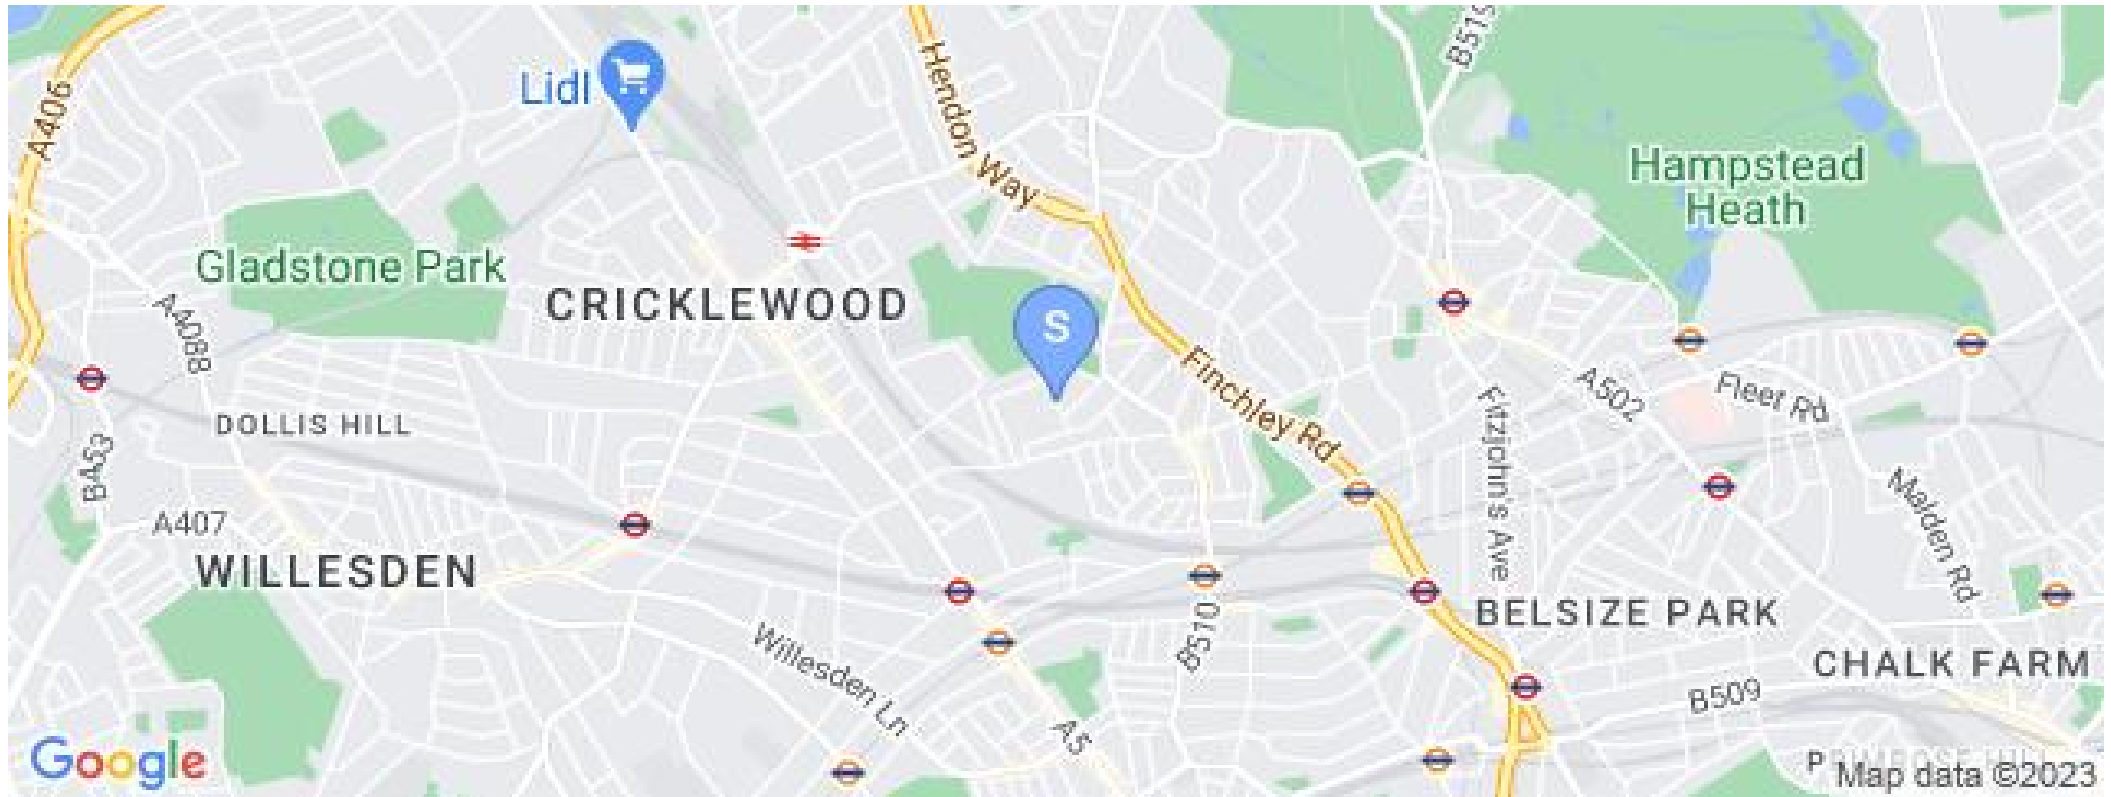 B519
Hendon Way
A406
Lidl
Hampstead
Heath
Gladstone Park
CRICKLEWOOD
S
A4088
Finchley Rd
A502
Fleet Rd
DOLLIS HILL
Fitzjohn's Ave
B453
A407
Malden Rd
WILLESDEN
BELSIZE PARK
B510
Willesden Ln
CHALK FARM
B509
A5
Google
Map data ©2023